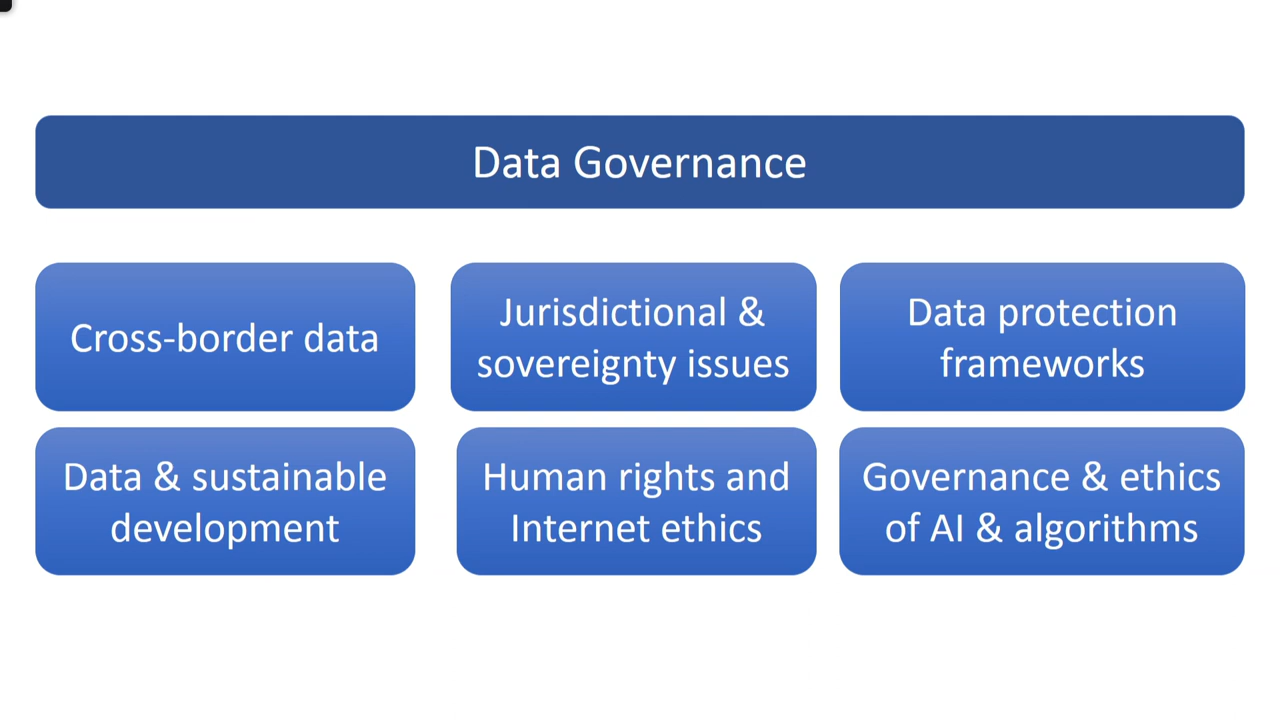 Data Governance
Cross-border data
Jurisdictional &
sovereignty issues
Data protection
frameworks
Data & sustainable
development
Human rights and
Internet ethics
Governance & ethics
of AI & algorithms